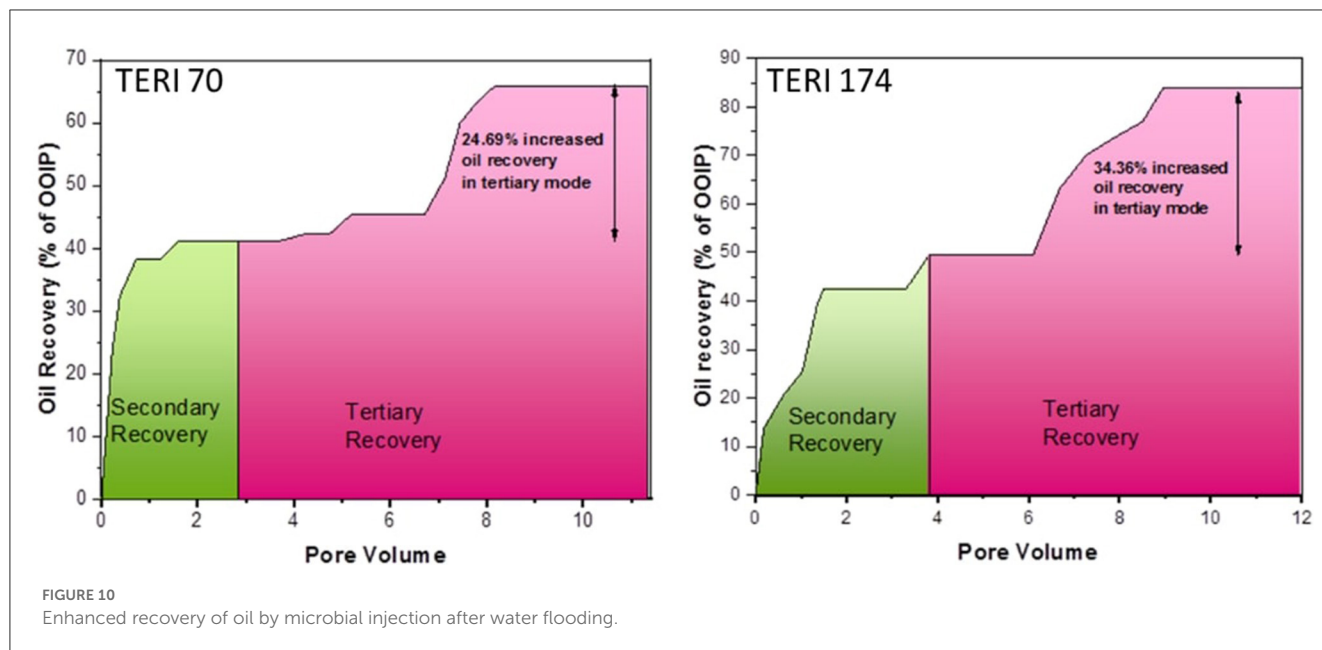 TERI 70
Oil Recovery (% of OOIP)
70
60
50
40
30
20
10
0
24.69% increased
oil recovery
in tertiary mode
Secondary
Recovery
Tertiary
Recovery
0 2 4 6 8 10
Pore Volume
TERI 174
Oil recovery (% of OOIP)
90
80
70
60
50
40
30
20
10
0
34.36% increased
oil recovery
in tertiay mode
Secondary
Recovery
Tertiary
Recovery
0 2 4 6 8 10 12
Pore Volume
FIGURE 10
Enhanced recovery of oil by microbial injection after water flooding.